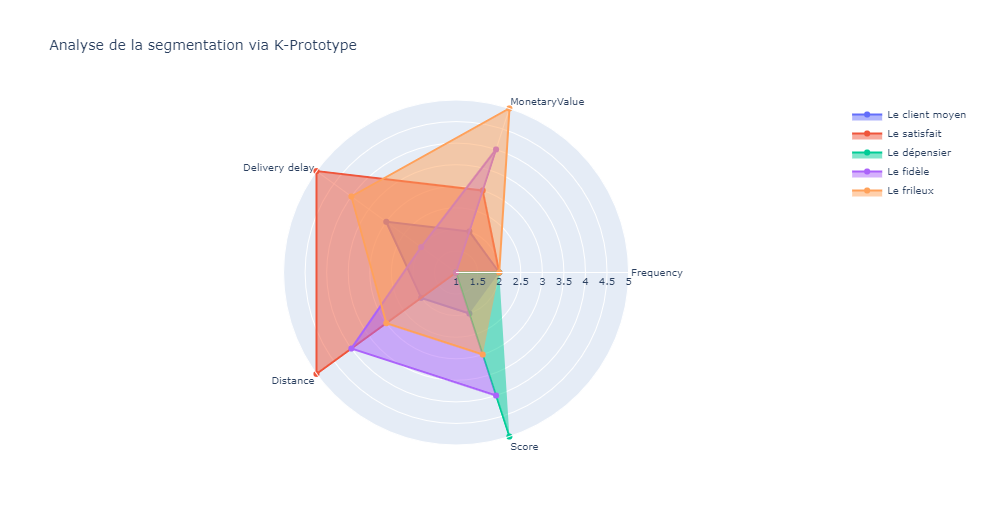 Analyse de la segmentation via K-Prototype
MonetaryValue
Delivery delay
Frequency
1 1.5 2 2.5 3 3.5 4 4.5 5
Distance
Score
Le client moyen
Le satisfait
Le dépensier
Le fidèle
Le frileux